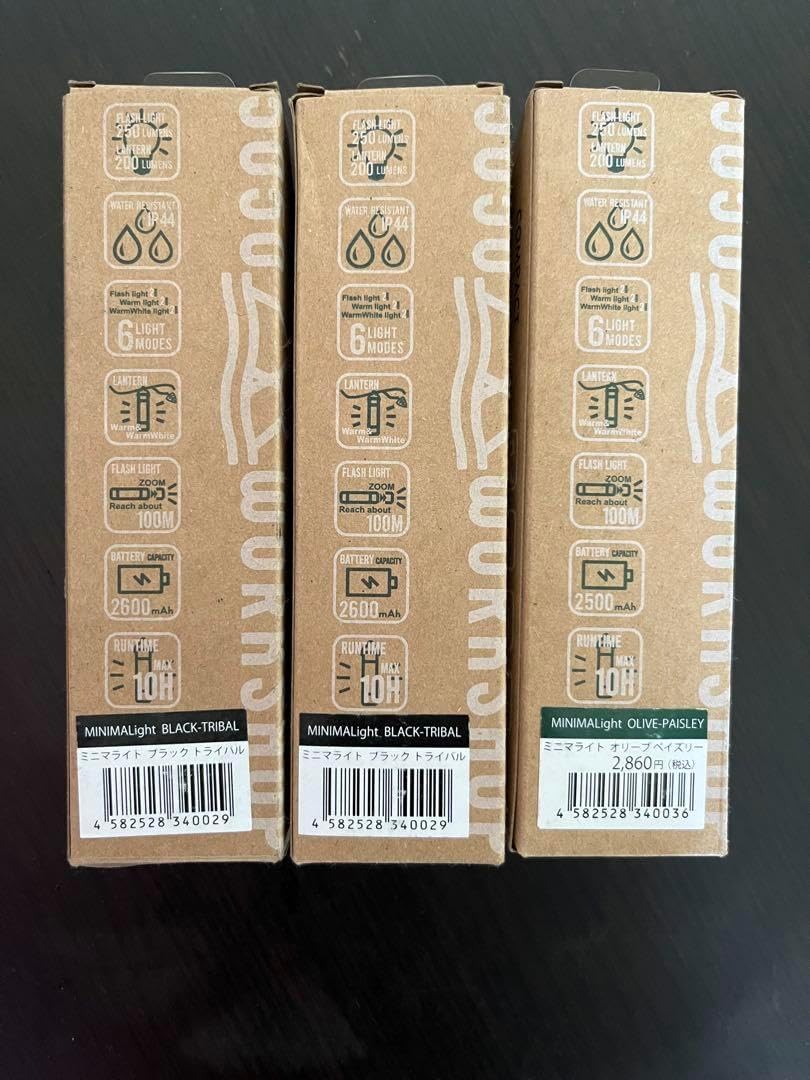 FLASH LIGHT
250 LUMENS
LANTERN
200 LUMENS
WATER RESISTANT
IP44
Flash light 2
Warm light 2
WarmWhite light 2
6 LIGHT
MODES
LANTERN
Warm&
WarmWhite
FLASH LIGHT
ZOOM
Reach about
100M
BATTERY CAPACITY
2600mAh
RUNTIME
MAX
10H
MINIMALight BLACK-TRIBAL
ミニマライト ブラック トライバル
4 582528 340029
FLASH LIGHT
250 LUMENS
LANTERN
200 LUMENS
WATER RESISTANT
IP44
Flash light 2
Warm light 2
WarmWhite light 2
6 LIGHT
MODES
LANTERN
Warm&
WarmWhite
FLASH LIGHT
ZOOM
Reach about
100M
BATTERY CAPACITY
2600mAh
RUNTIME
MAX
10H
MINIMALight BLACK-TRIBAL
ミニマライト ブラック トライバル
4 582528 340029
FLASH LIGHT
250 LUMENS
LANTERN
200 LUMENS
WATER RESISTANT
IP44
Flash light 2
Warm light 2
WarmWhite light 2
6 LIGHT
MODES
LANTERN
Warm&
WarmWhite
FLASH LIGHT
ZOOM
Reach about
100M
BATTERY CAPACITY
2500mAh
RUNTIME
MAX
10H
MINIMALight OLIVE-PAISLEY
ミニマライト オリーブ ペイズリー
2,860円(税込)
4 582528 340036